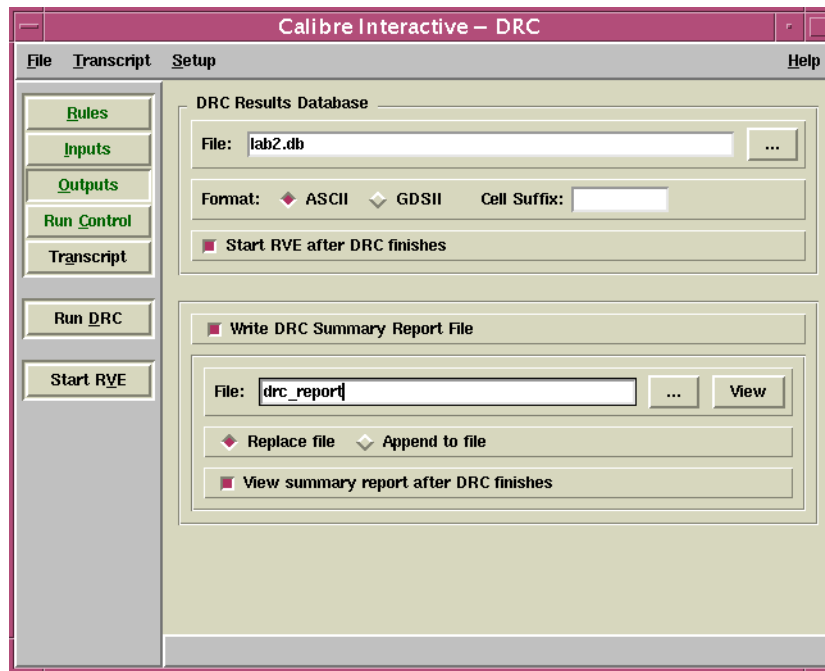 Calibre Interactive – DRC
File Transcript Setup Help
Rules
Inputs
Outputs
Run Control
Transcript
Run DRC
Start RVE
DRC Results Database
File: lab2.db ...
Format: ASCII GDSII Cell Suffix:
Start RVE after DRC finishes
Write DRC Summary Report File
File: drc_report ... View
Replace file Append to file
View summary report after DRC finishes